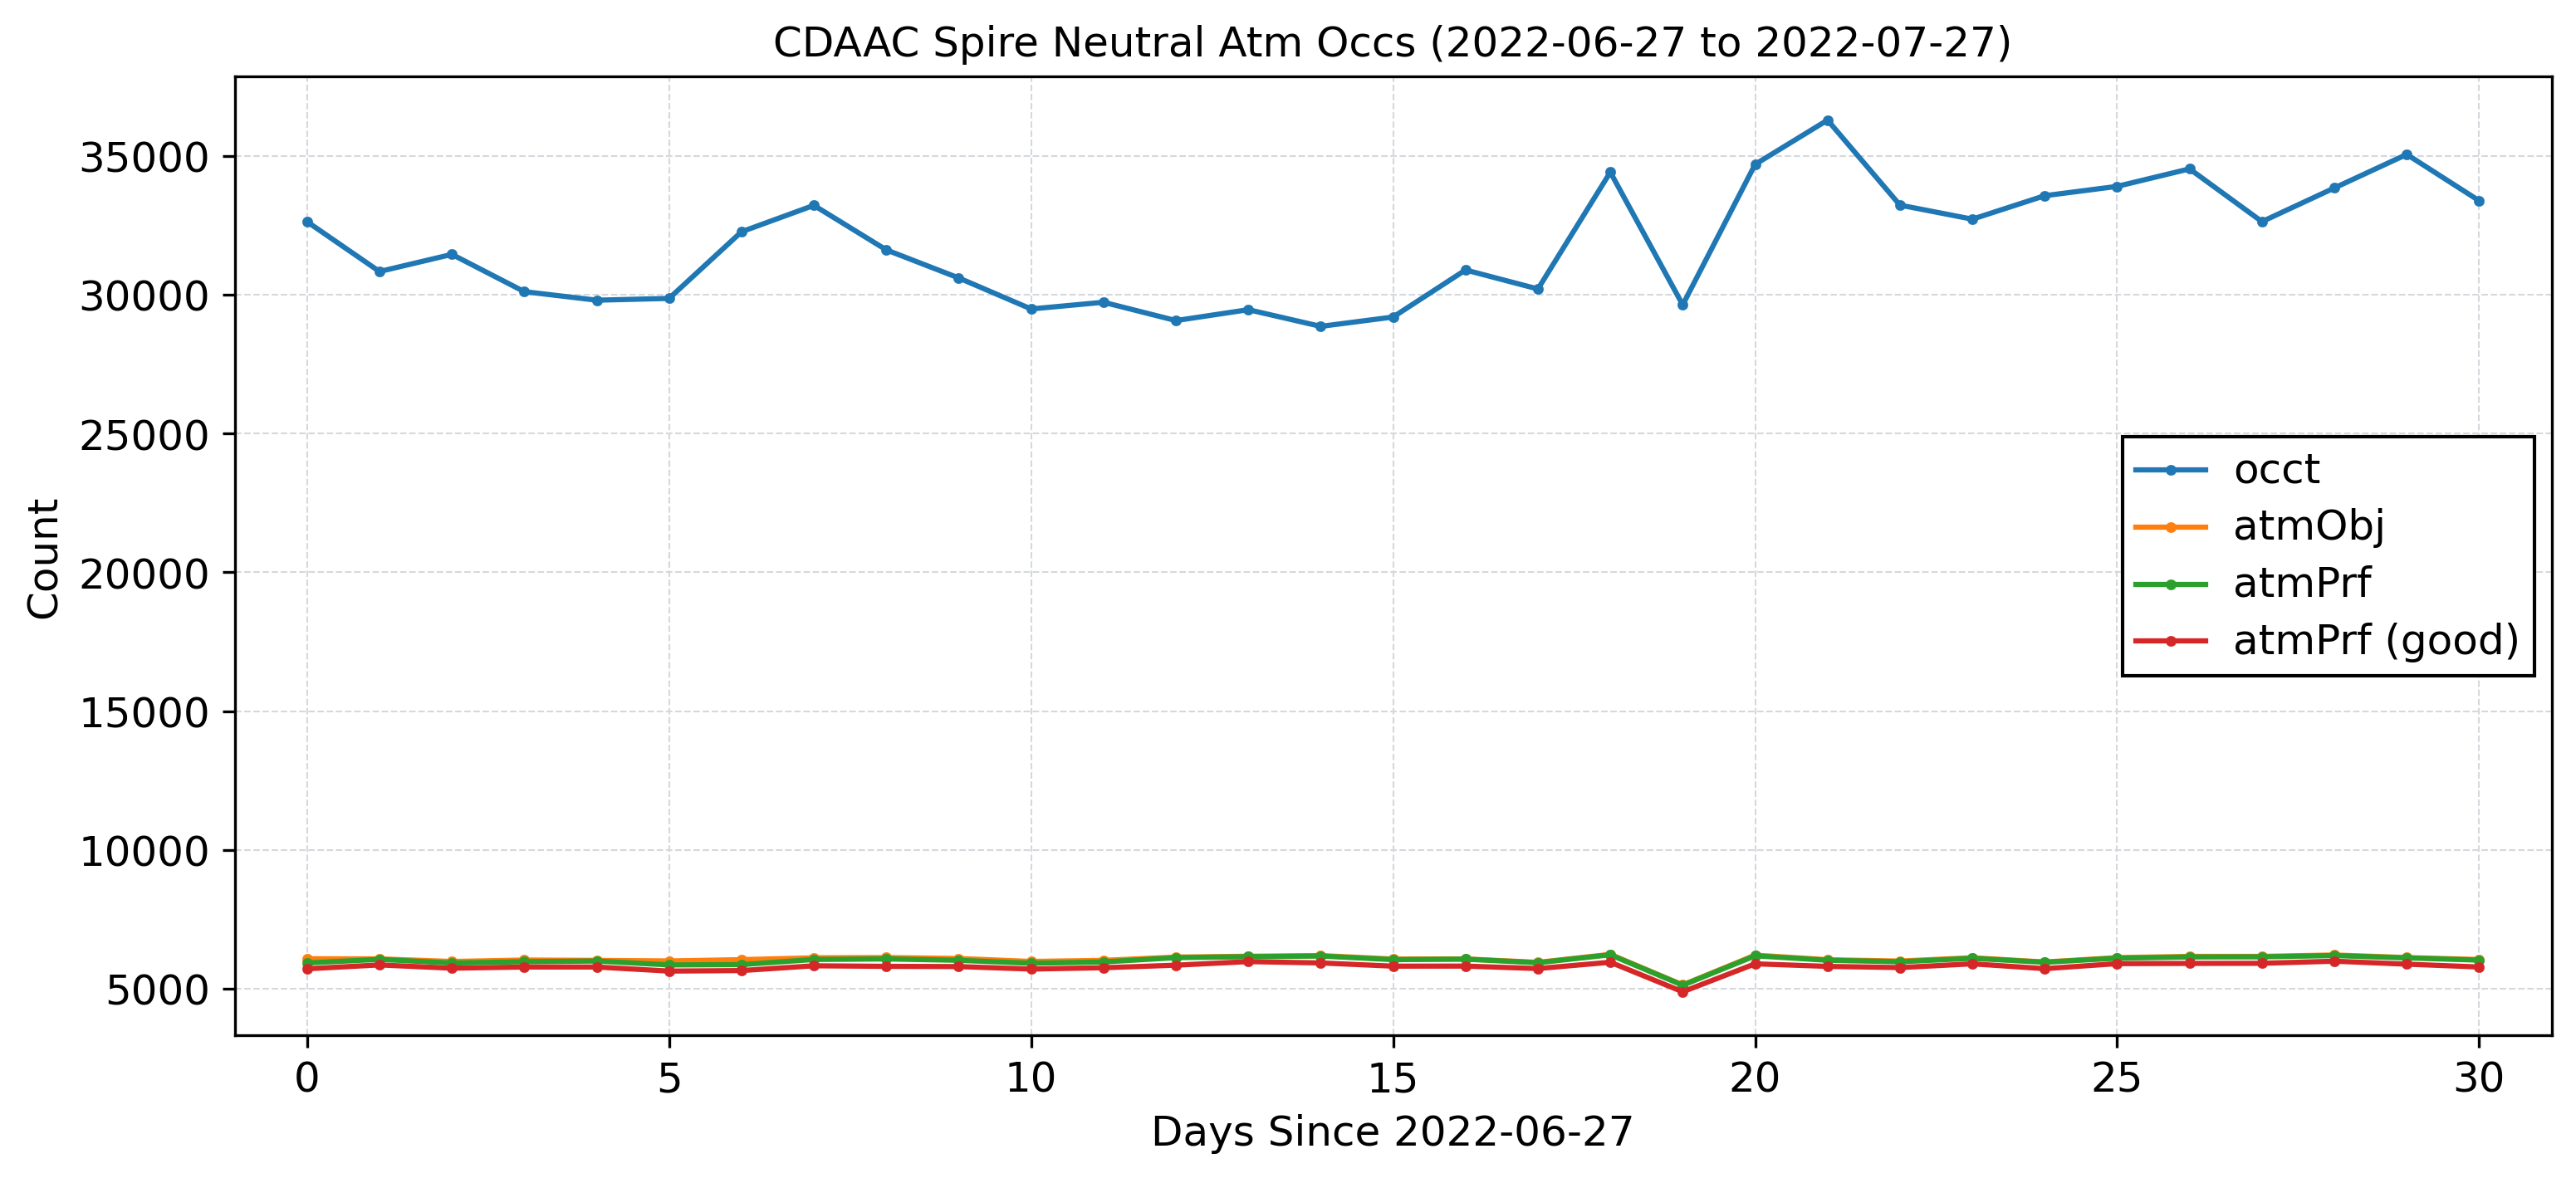 CDAAC Spire Neutral Atm Occs (2022-06-27 to 2022-07-27)
35000
30000
25000
20000
15000
10000
5000
Count
occt
atmObj
atmPrf
atmPrf (good)
0 5 10 15 20 25 30
Days Since 2022-06-27